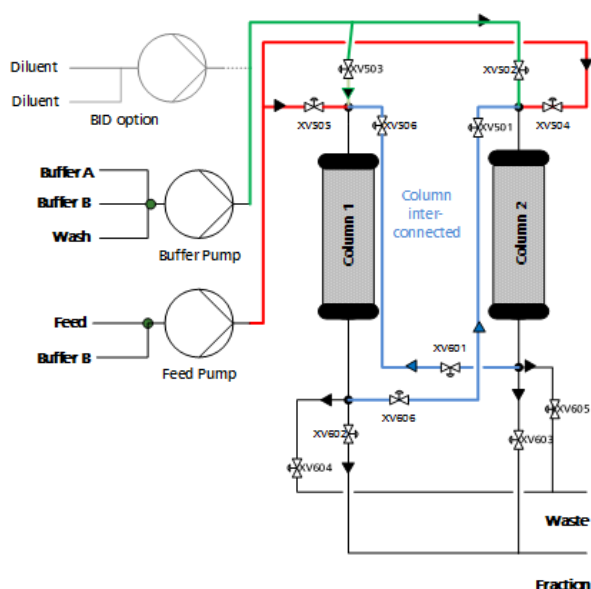 XV503
XV502
Diluent
Diluent
BID option
XV505
XV506
XV501
XV504
Buffer A
Buffer B
Wash
Buffer Pump
Column 1
Column
inter-
connected
Column 2
Feed
Buffer B
Feed Pump
XV601
XV606
XV602
XV603
XV605
XV604
Waste
Fraction